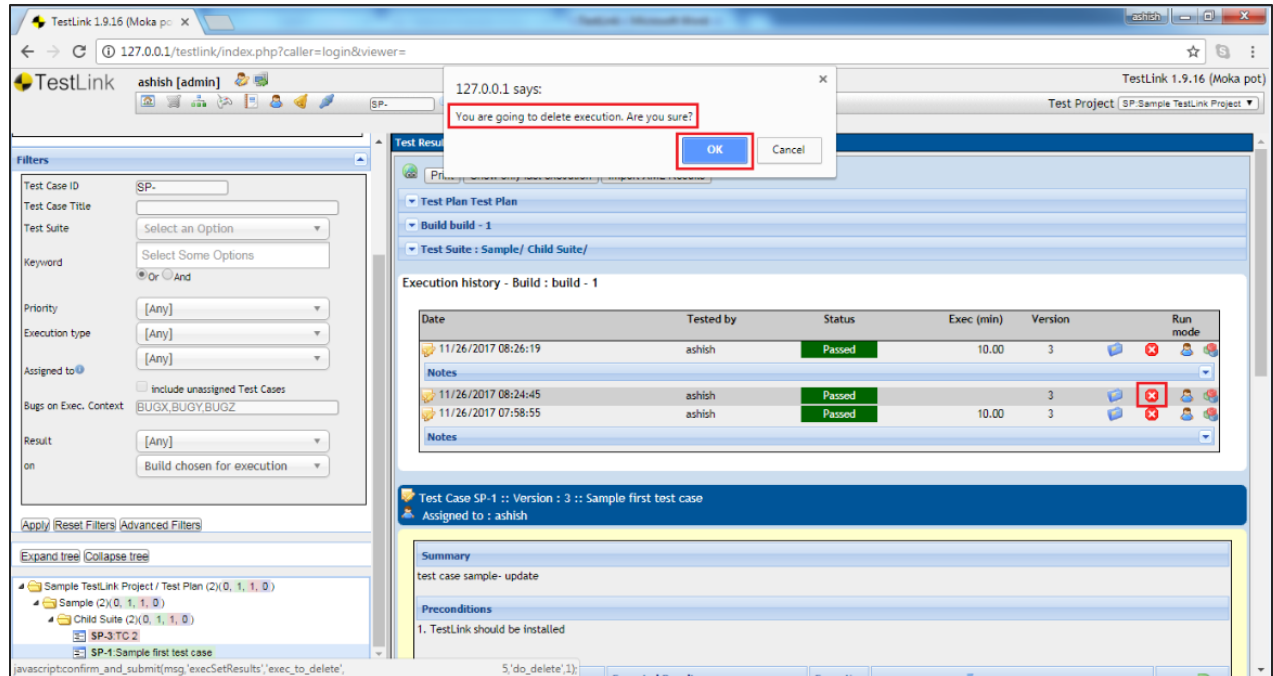 TestLink 1.9.16 (Moka po
ashish
127.0.0.1/testlink/index.php?caller=login&viewer=
TestLink ashish [admin]
TestLink 1.9.16 (Moka pot)
SP-
Test Project SP:Sample TestLink Project
127.0.0.1 says:
You are going to delete execution. Are you sure?
OK Cancel
Filters
Test Case ID SP-
Test Case Title
Test Suite Select an Option
Keyword Select Some Options
Or And
Priority [Any]
Execution type [Any]
[Any]
Assigned to
include unassigned Test Cases
Bugs on Exec. Context BUGX,BUGY,BUGZ
Result [Any]
on Build chosen for execution
Apply Reset Filters Advanced Filters
Expand tree Collapse tree
Sample TestLink Project / Test Plan (2)(0, 1, 1, 0)
Sample (2)(0, 1, 1, 0)
Child Suite (2)(0, 1, 1, 0)
SP-3:TC 2
SP-1:Sample first test case
javascript:confirm_and_submit(msg,'execSetResults','exec_to_delete', 5,'do_delete',1);
Test Resul
Test Plan Test Plan
Build build - 1
Test Suite : Sample/ Child Suite/
Execution history - Build : build - 1
Date Tested by Status Exec (min) Version Run mode
11/26/2017 08:26:19 ashish Passed 10.00 3
Notes
11/26/2017 08:24:45 ashish Passed 3
11/26/2017 07:58:55 ashish Passed 10.00 3
Notes
Test Case SP-1 :: Version : 3 :: Sample first test case
Assigned to : ashish
Summary
test case sample- update
Preconditions
1. TestLink should be installed